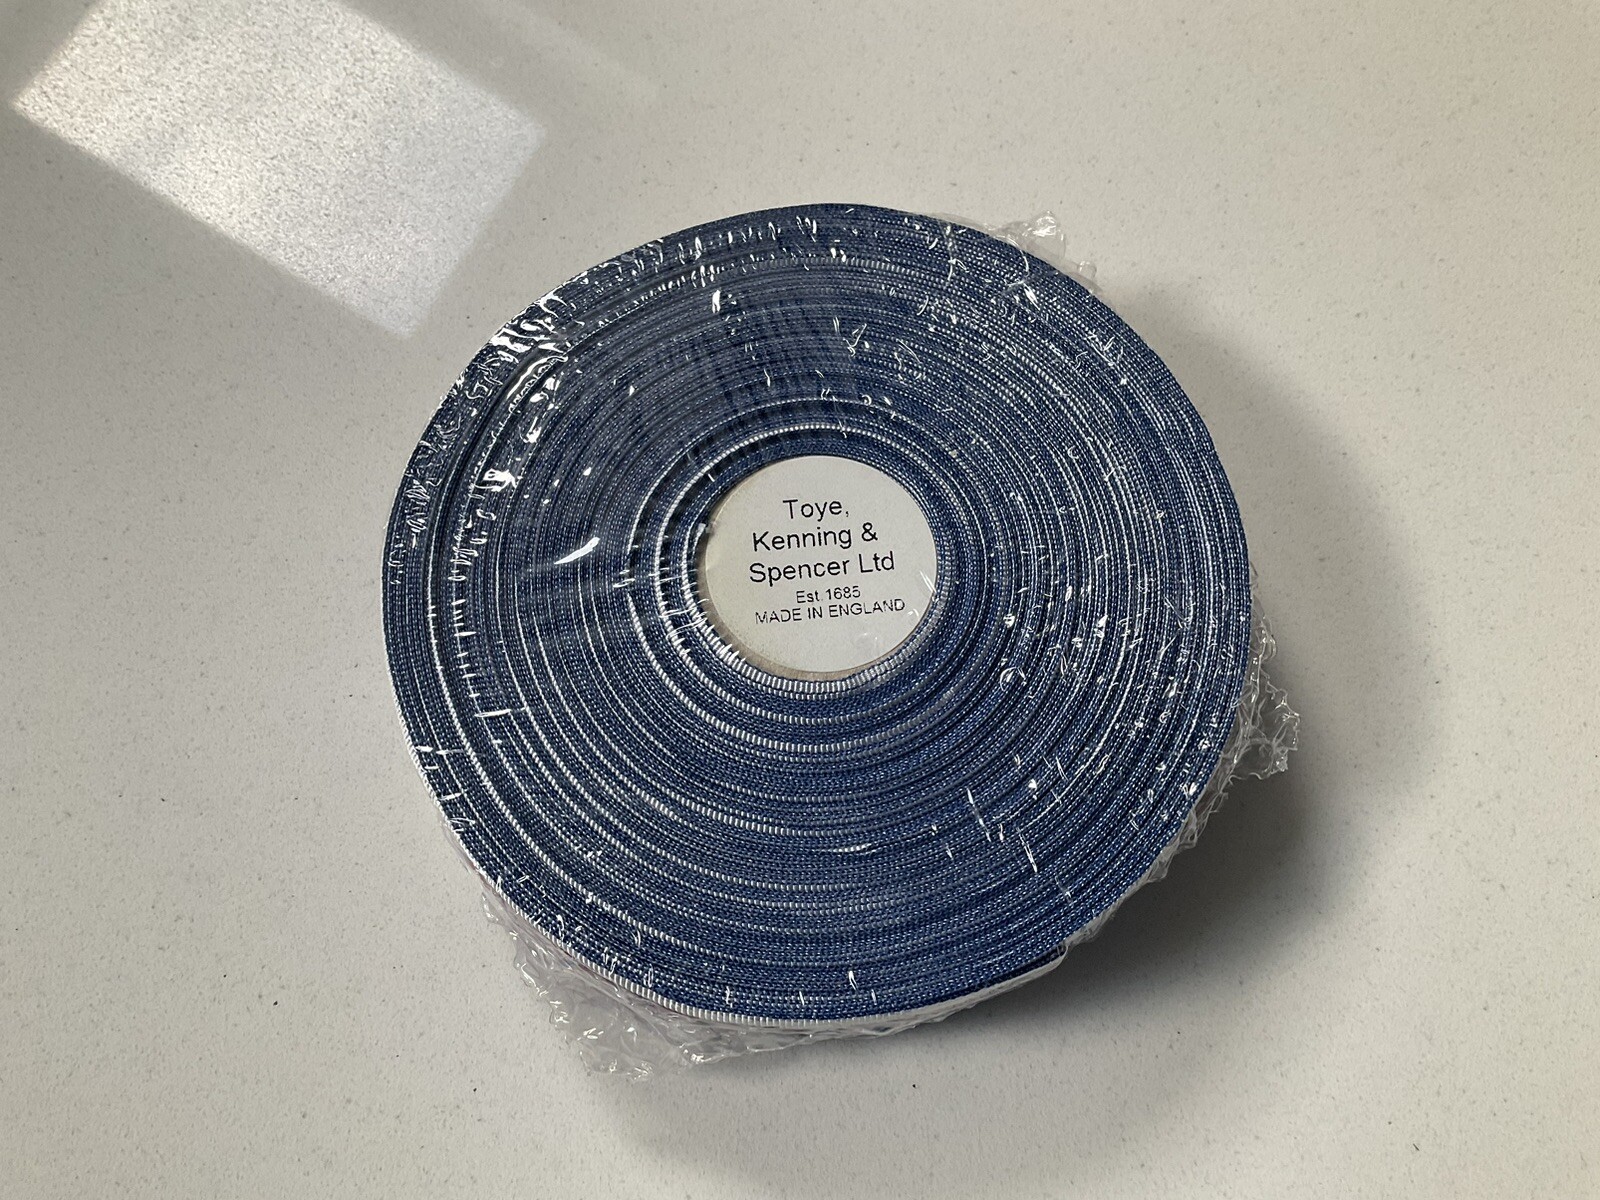 Toye,
Kenning &
Spencer Ltd
Est. 1685
MADE IN ENGLAND